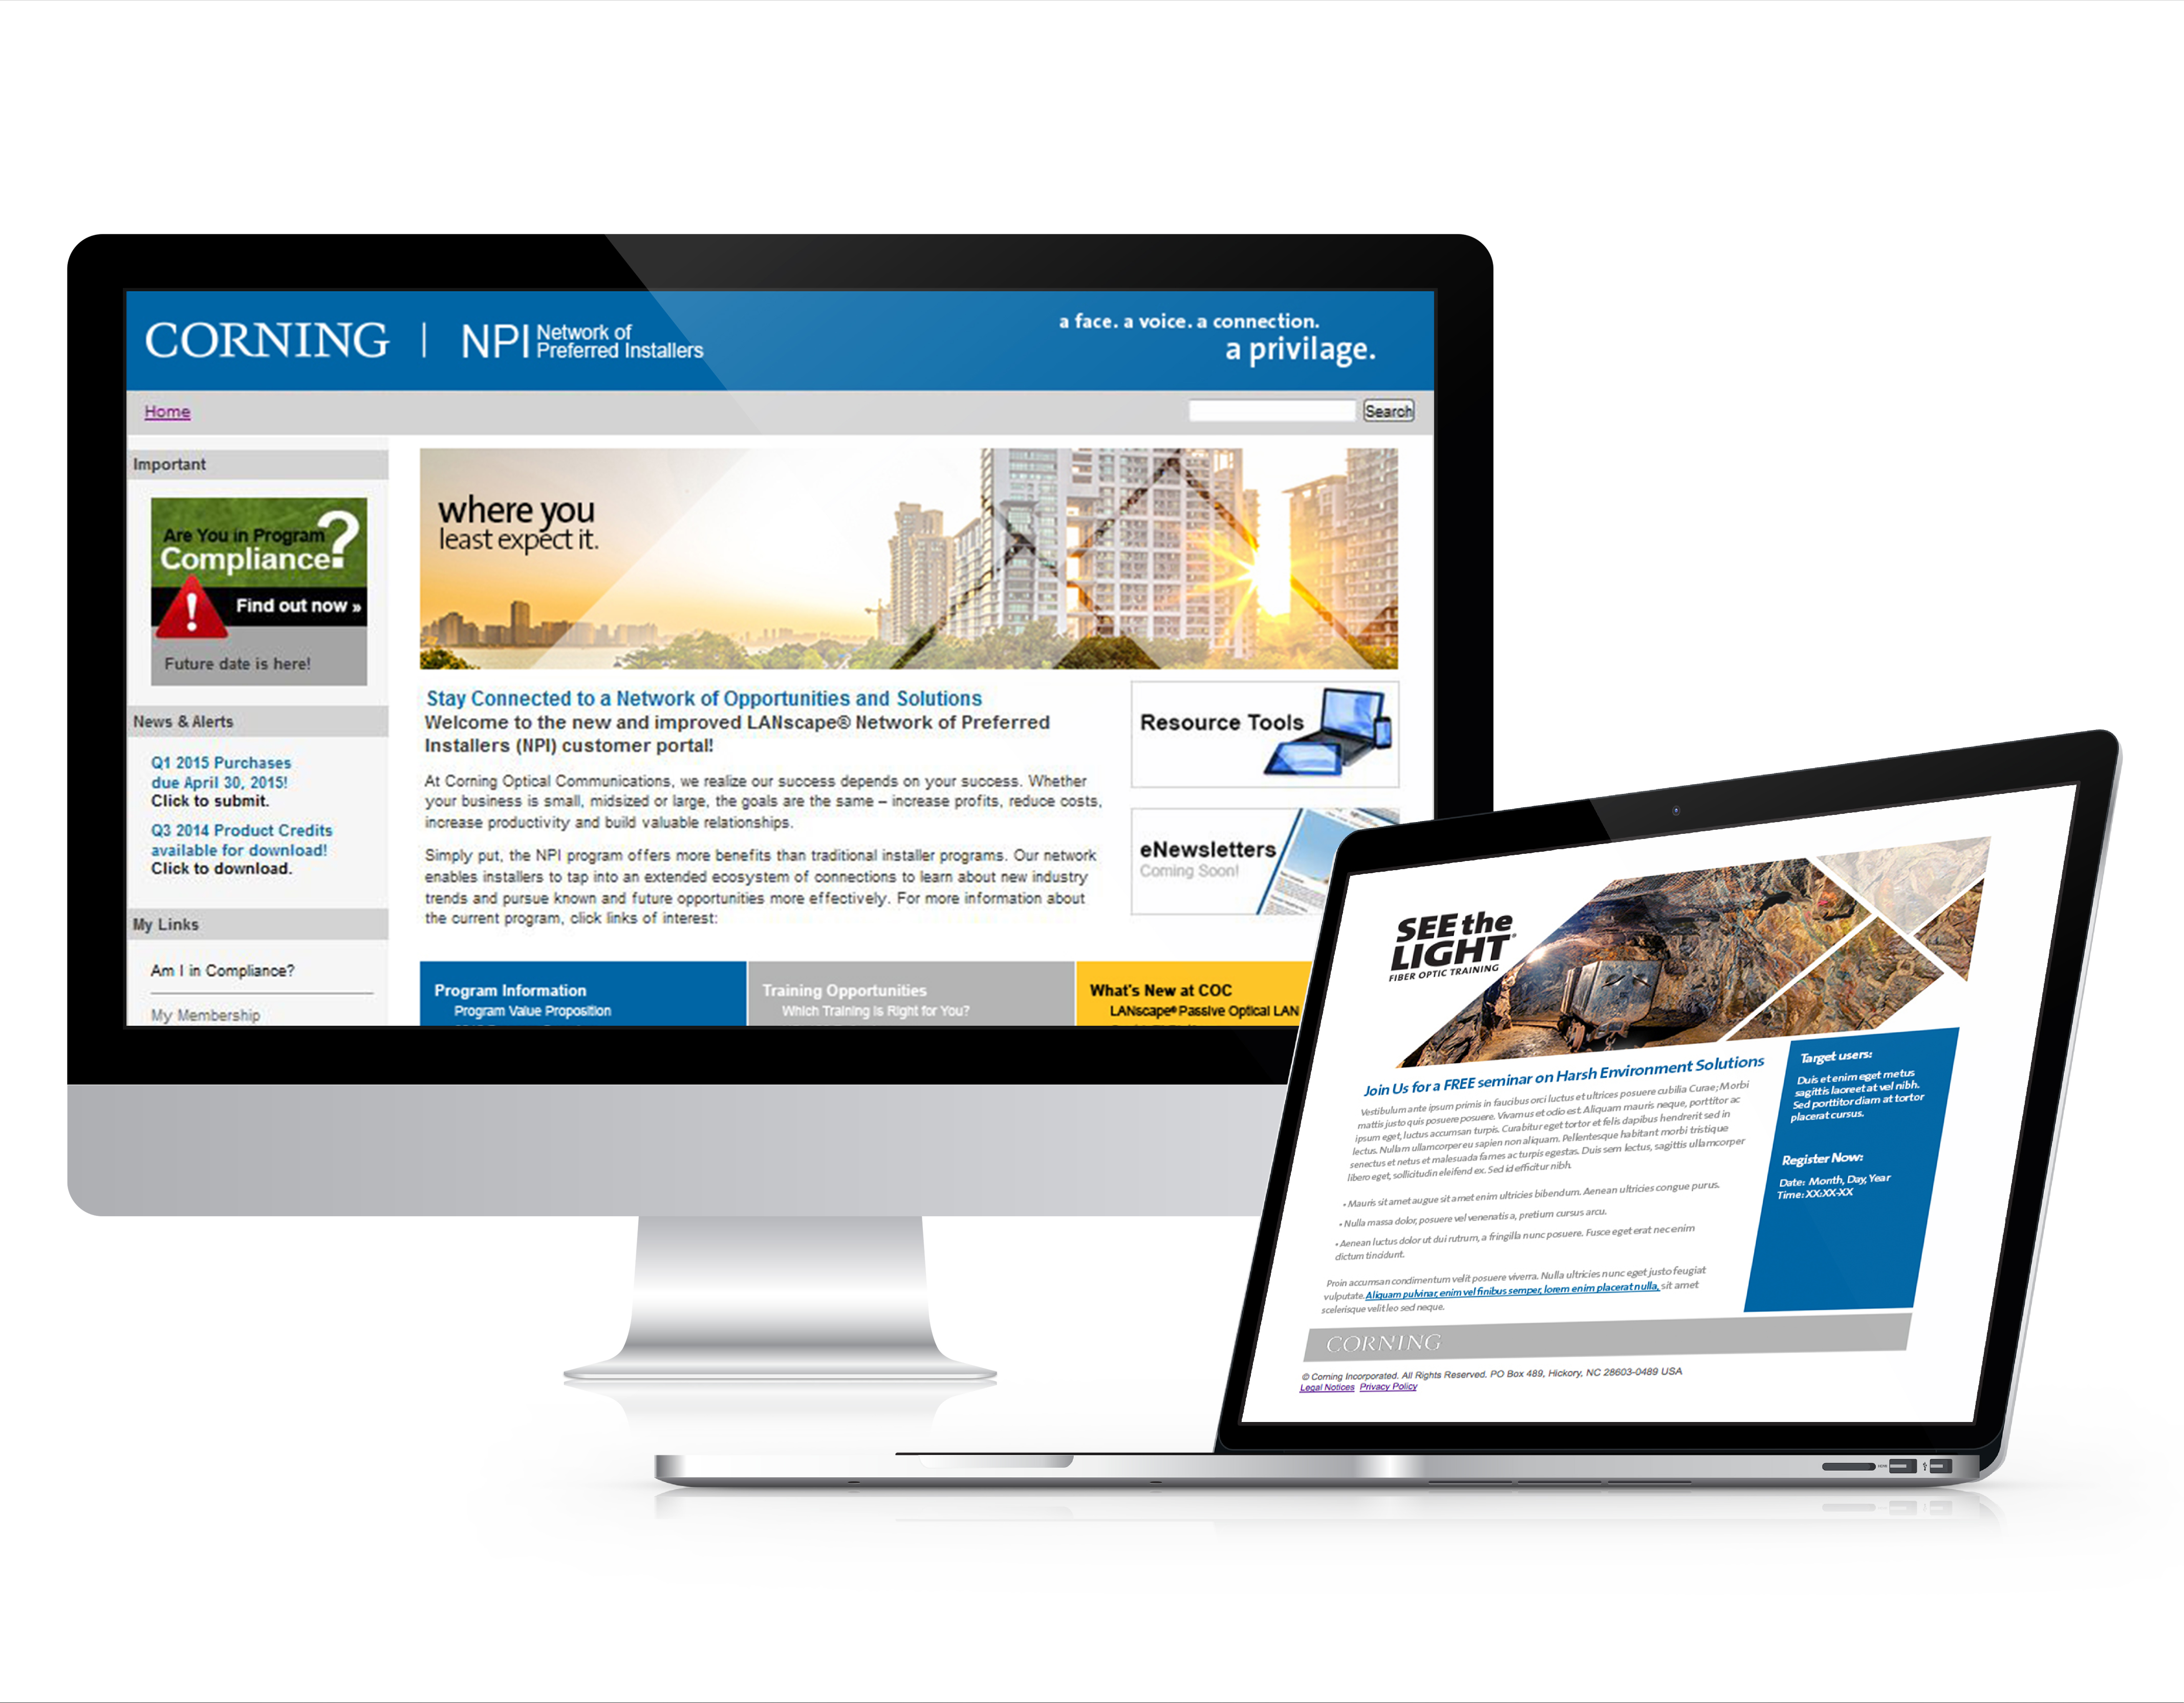 CORNING | NPI Network of
Preferred Installers
a face. a voice. a connection.
a privilage.
Home
Search
Important
Are You in Program
Compliance?
Find out now »
Future date is here!
News & Alerts
Q1 2015 Purchases
due April 30, 2015!
Click to submit.
Q3 2014 Product Credits
available for download!
Click to download.
My Links
Am I in Compliance?
My Membership
where you
least expect it.
Stay Connected to a Network of Opportunities and Solutions
Welcome to the new and improved LANscape® Network of Preferred
Installers (NPI) customer portal!
At Corning Optical Communications, we realize our success depends on your success. Whether
your business is small, midsized or large, the goals are the same – increase profits, reduce costs,
increase productivity and build valuable relationships.
Simply put, the NPI program offers more benefits than traditional installer programs. Our network
enables installers to tap into an extended ecosystem of connections to learn about new industry
trends and pursue known and future opportunities more effectively. For more information about
the current program, click links of interest:
Resource Tools
eNewsletters
Coming Soon!
Program Information
Program Value Proposition
Training Opportunities
Which Training is Right for You?
What's New at COC
LANscape® Passive Optical LAN
SEE the
LIGHT®
FIBER OPTIC TRAINING
Join Us for a FREE seminar on Harsh Environment Solutions
Vestibulum ante ipsum primis in faucibus orci luctus et ultrices posuere cubilia Curae; Morbi
mattis justo quis posuere posuere. Vivamus et odio est. Aliquam mauris neque, porttitor ac
ipsum eget, luctus accumsan turpis. Curabitur eget tortor et felis dapibus hendrerit sed in
lectus. Nullam ullamcorper eu sapien non aliquam. Pellentesque habitant morbi tristique
senectus et netus et malesuada fames ac turpis egestas. Duis sem lectus, sagittis ullamcorper
libero eget, sollicitudin eleifend ex. Sed id efficitur nibh.
• Mauris sit amet augue sit amet enim ultricies bibendum. Aenean ultricies congue purus.
• Nulla massa dolor, posuere vel venenatis a, pretium cursus arcu.
• Aenean luctus dolor ut dui rutrum, a fringilla nunc posuere. Fusce eget erat nec enim
dictum tincidunt.
Proin accumsan condimentum velit posuere viverra. Nulla ultricies nunc eget justo feugiat
vulputate. Aliquam pulvinar, enim vel finibus semper, lorem enim placerat nulla, sit amet
scelerisque velit leo sed neque.
Target users:
Duis et enim eget metus
sagittis laoreet at vel nibh.
Sed porttitor diam at tortor
placerat cursus.
Register Now:
Date: Month, Day, Year
Time: XX:XX-XX
CORNING
© Corning Incorporated. All Rights Reserved. PO Box 489, Hickory, NC 28603-0489 USA
Legal Notices Privacy Policy